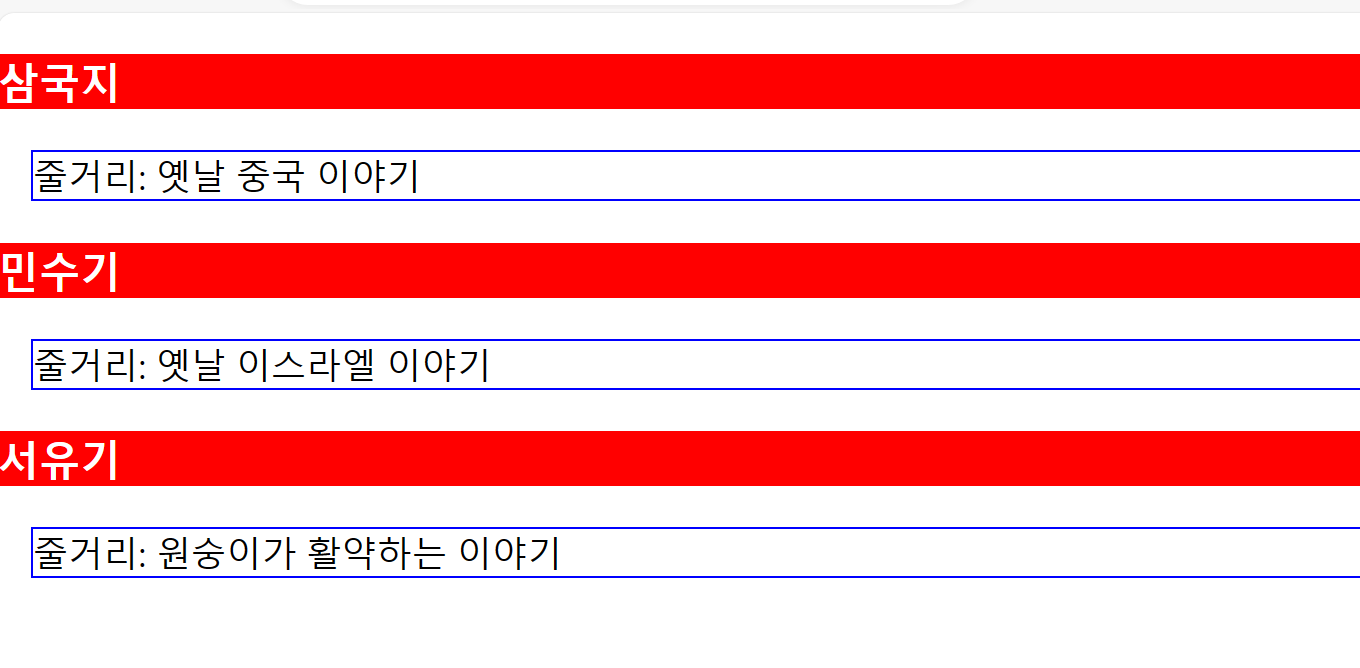 삼국지
줄거리: 옛날 중국 이야기
민수기
줄거리: 옛날 이스라엘 이야기
서유기
줄거리: 원숭이가 활약하는 이야기